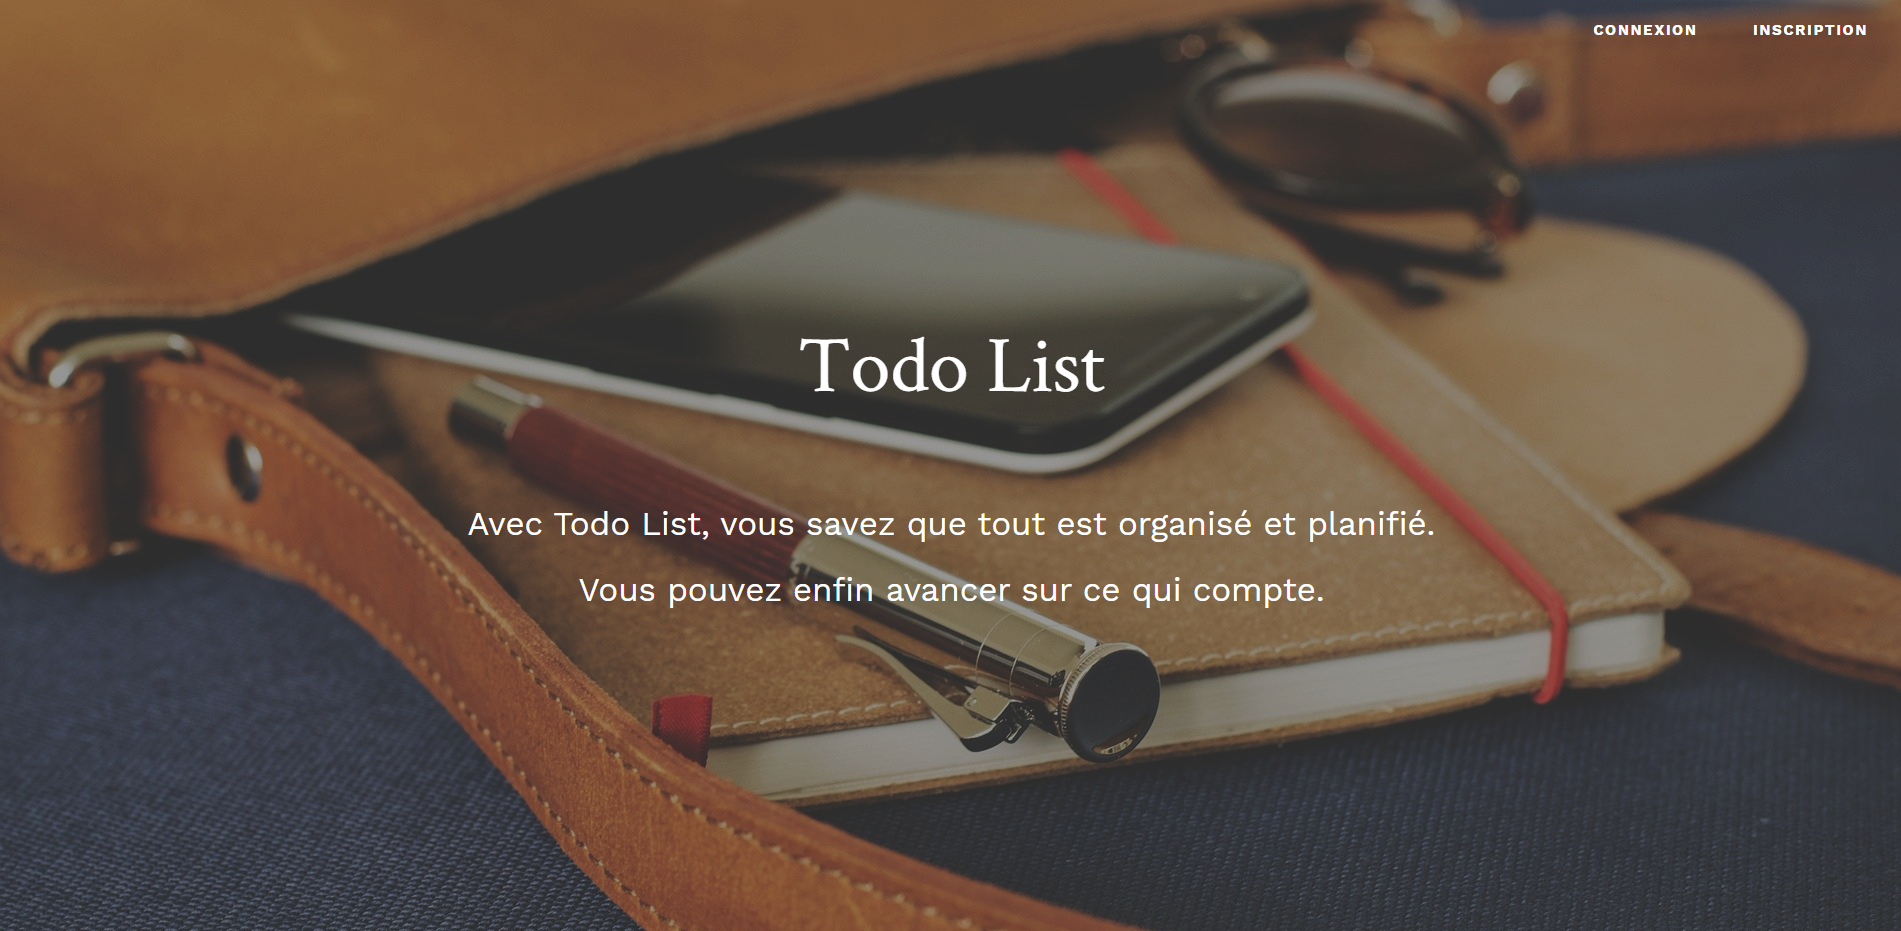 CONNEXION INSCRIPTION
Todo List
Avec Todo List, vous savez que tout est organisé et planifié.
Vous pouvez enfin avancer sur ce qui compte.